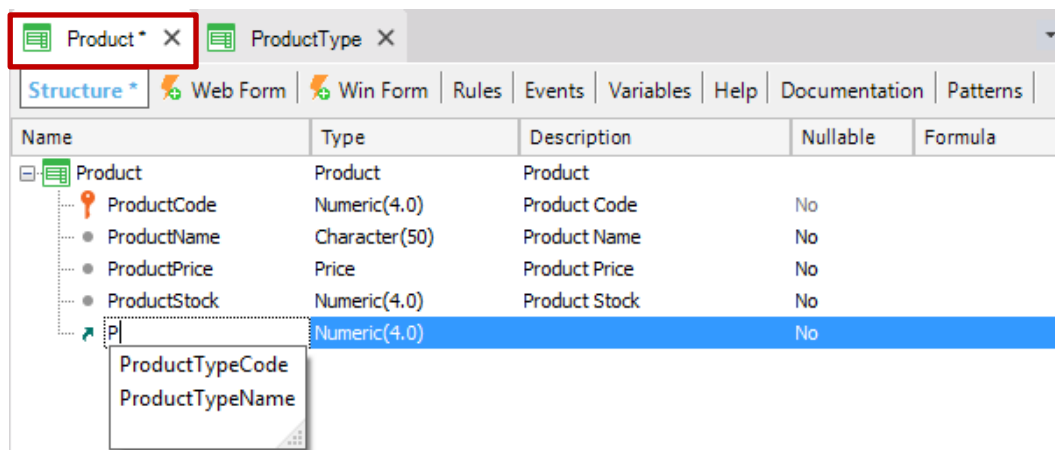 Product * ProductType
Structure * Web Form Win Form Rules Events Variables Help Documentation Patterns
Name Type Description Nullable Formula
Product Product Product
ProductCode Numeric(4.0) Product Code No
ProductName Character(50) Product Name No
ProductPrice Price Product Price No
ProductStock Numeric(4.0) Product Stock No
P Numeric(4.0) No
ProductTypeCode
ProductTypeName